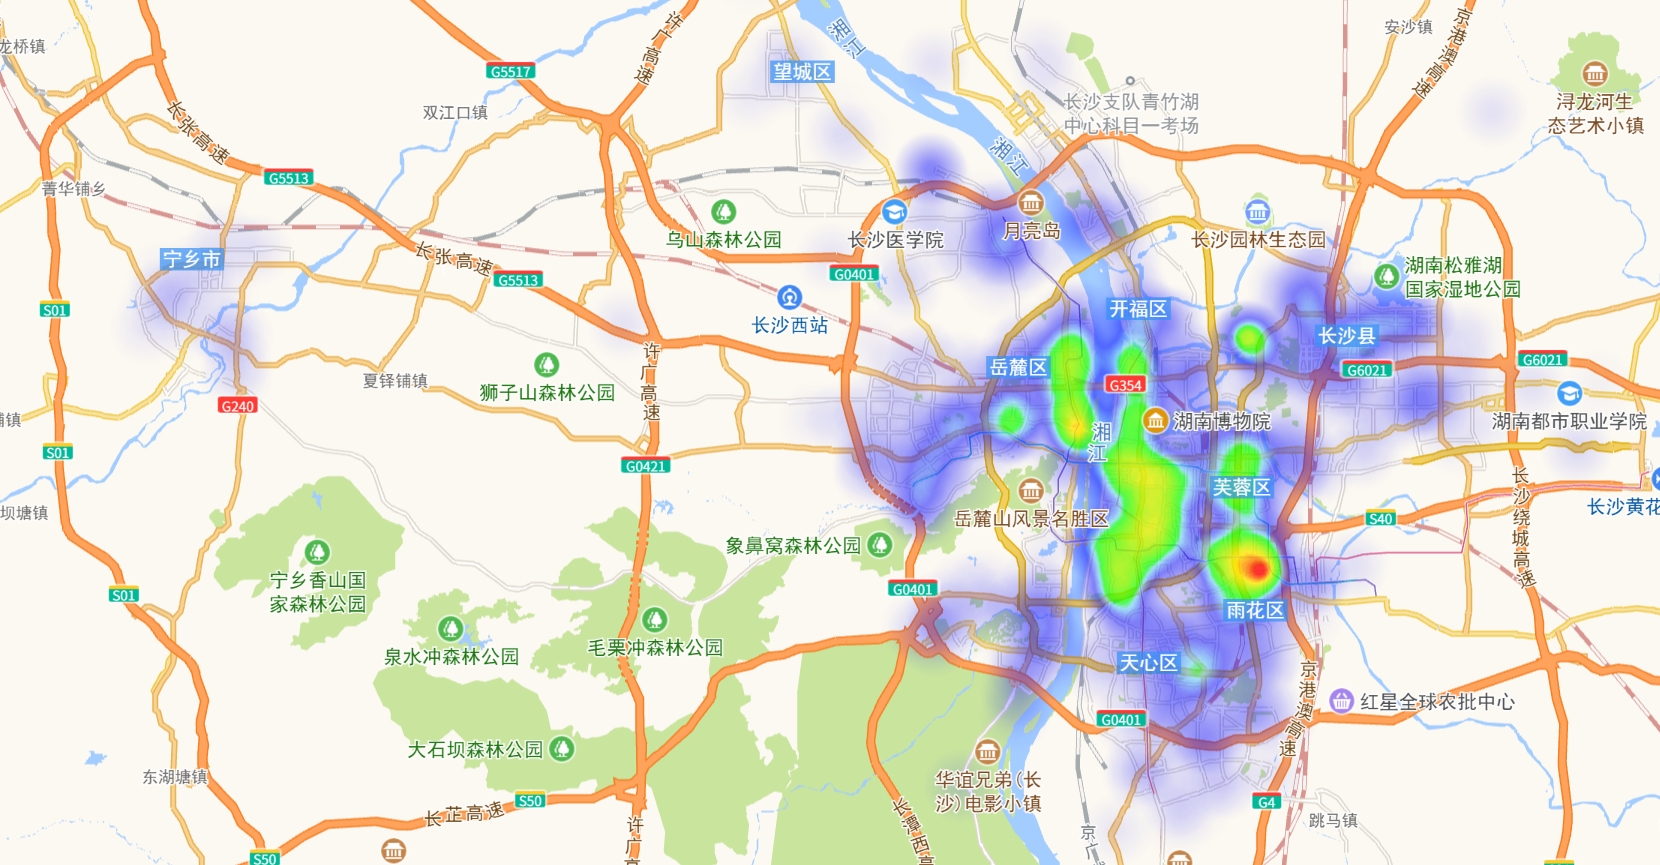 龙桥镇
许广高速
湘江
安沙镇
京港澳高速
G5517
望城区
双江口镇
长张高速
长沙支队青竹湖
中心科目一考场
浔龙河生
态艺术小镇
湘江
G5513
菁华铺乡
月亮岛
乌山森林公园
长沙医学院
长沙园林生态园
宁乡市
长张高速
G5513
G0401
湖南松雅湖
国家湿地公园
S01
长沙西站
开福区
长沙县
许广高速
狮子山森林公园
夏铎铺镇
岳麓区
G354
G6021
G6021
G240
湖南博物院
湖南都市职业学院
湘江
S01
G0421
芙蓉区
长沙绕城高速
坝塘镇
岳麓山风景名胜区
S40
长沙黄花
象鼻窝森林公园
宁乡香山国
家森林公园
S01
G0401
雨花区
泉水冲森林公园
毛栗冲森林公园
天心区
京港澳高速
红星全球农批中心
G0401
大石坝森林公园
东湖塘镇
华谊兄弟(长
沙)电影小镇
S50
长芷高速
G4
长潭西高
许广高
京广
跳马镇
S50